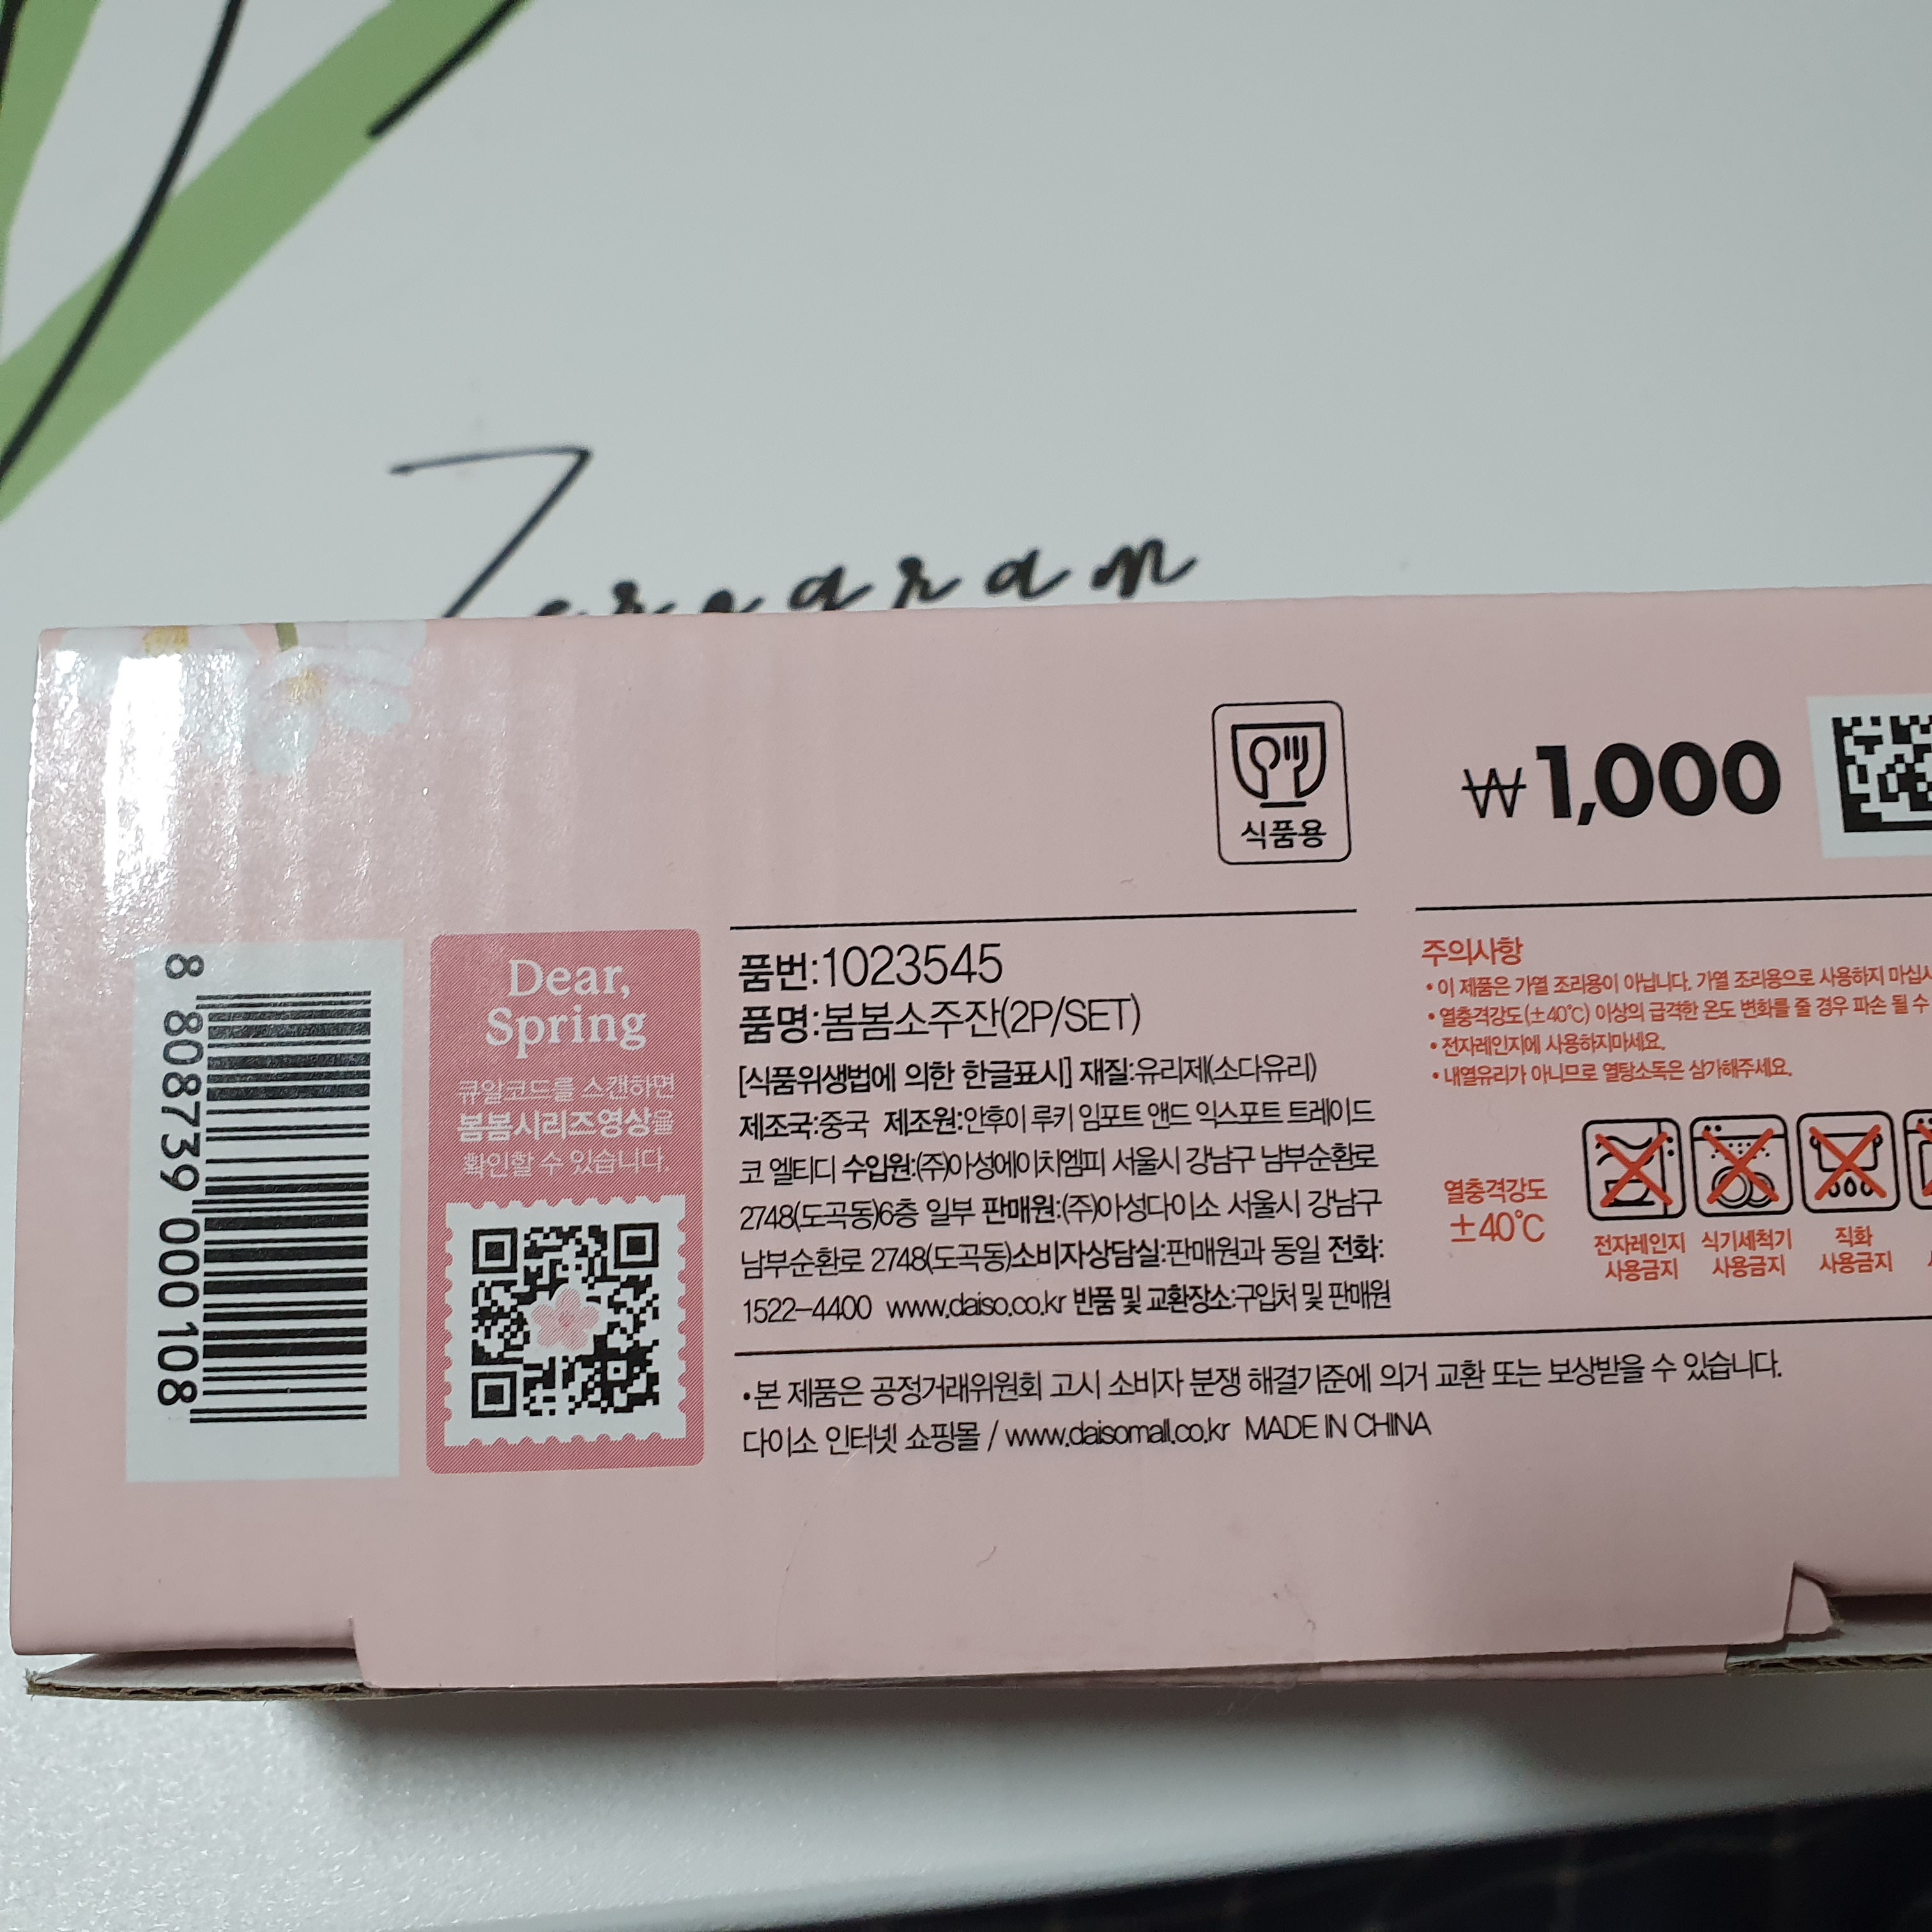 Zerogram
식품용
₩1,000
8 808739 000108
Dear,
Spring
큐알코드를 스캔하면
봄봄시리즈영상을
확인할 수 있습니다.
품번:1023545
품명:봄봄소주잔(2P/SET)
[식품위생법에 의한 한글표시] 재질:유리제(소다유리)
제조국:중국 제조원:안후이 루키 임포트 앤드 익스포트 트레이드
코 엘티디 수입원:(주)아성에이치엠피 서울시 강남구 남부순환로
2748(도곡동)6층 일부 판매원:(주)아성다이소 서울시 강남구
남부순환로 2748(도곡동)소비자상담실:판매원과 동일 전화:
1522-4400 www.daiso.co.kr 반품 및 교환장소:구입처 및 판매원
•본 제품은 공정거래위원회 고시 소비자 분쟁 해결기준에 의거 교환 또는 보상받을 수 있습니다.
다이소 인터넷 쇼핑몰 / www.daisomall.co.kr MADE IN CHINA
주의사항
•이 제품은 가열 조리용이 아닙니다. 가열 조리용으로 사용하지 마십시
•열충격강도(±40℃) 이상의 급격한 온도 변화를 줄 경우 파손 될 수
•전자레인지에 사용하지마세요.
•내열유리가 아니므로 열탕소독은 삼가해주세요.
열충격강도
±40℃
전자레인지
사용금지
식기세척기
사용금지
직화
사용금지